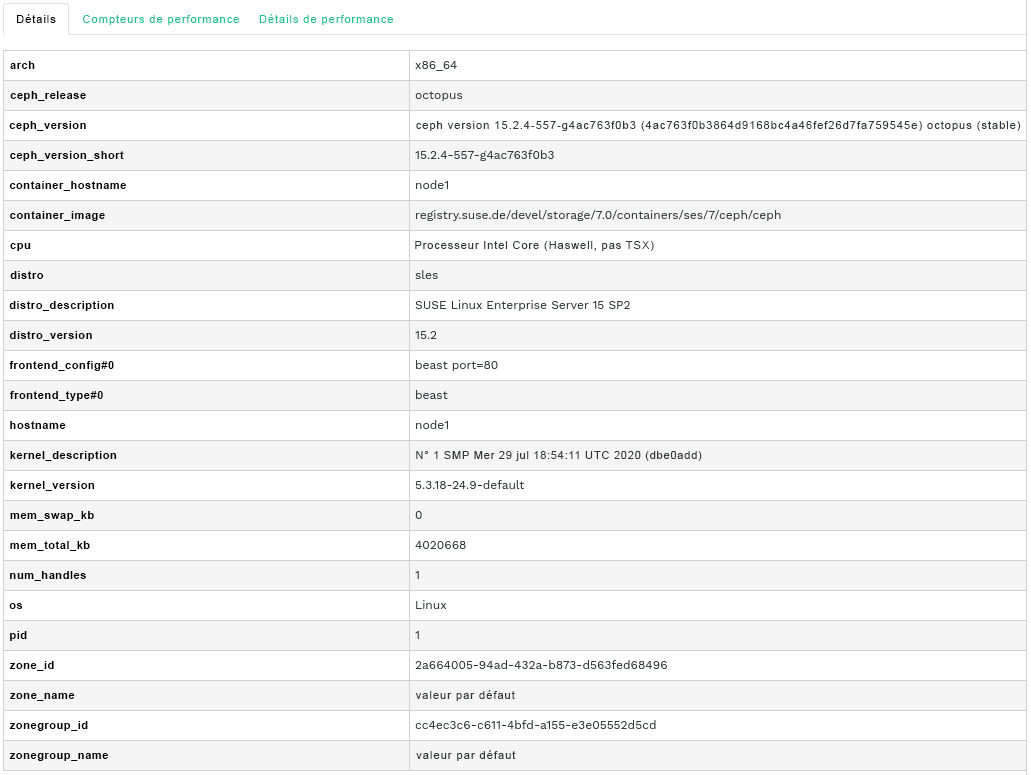 Détails Compteurs de performance Détails de performance
arch x86_64
ceph_release octopus
ceph_version ceph version 15.2.4-557-g4ac763f0b3 (4ac763f0b3864d9168bc4a46fef26d7fa759545e) octopus (stable)
ceph_version_short 15.2.4-557-g4ac763f0b3
container_hostname node1
container_image registry.suse.de/devel/storage/7.0/containers/ses/7/ceph/ceph
cpu Processeur Intel Core (Haswell, pas TSX)
distro sles
distro_description SUSE Linux Enterprise Server 15 SP2
distro_version 15.2
frontend_config#0 beast port=80
frontend_type#0 beast
hostname node1
kernel_description N° 1 SMP Mer 29 jul 18:54:11 UTC 2020 (dbe0add)
kernel_version 5.3.18-24.9-default
mem_swap_kb 0
mem_total_kb 4020668
num_handles 1
os Linux
pid 1
zone_id 2a664005-94ad-432a-b873-d563fed68496
zone_name valeur par défaut
zonegroup_id cc4ec3c6-c611-4bfd-a155-e3e05552d5cd
zonegroup_name valeur par défaut